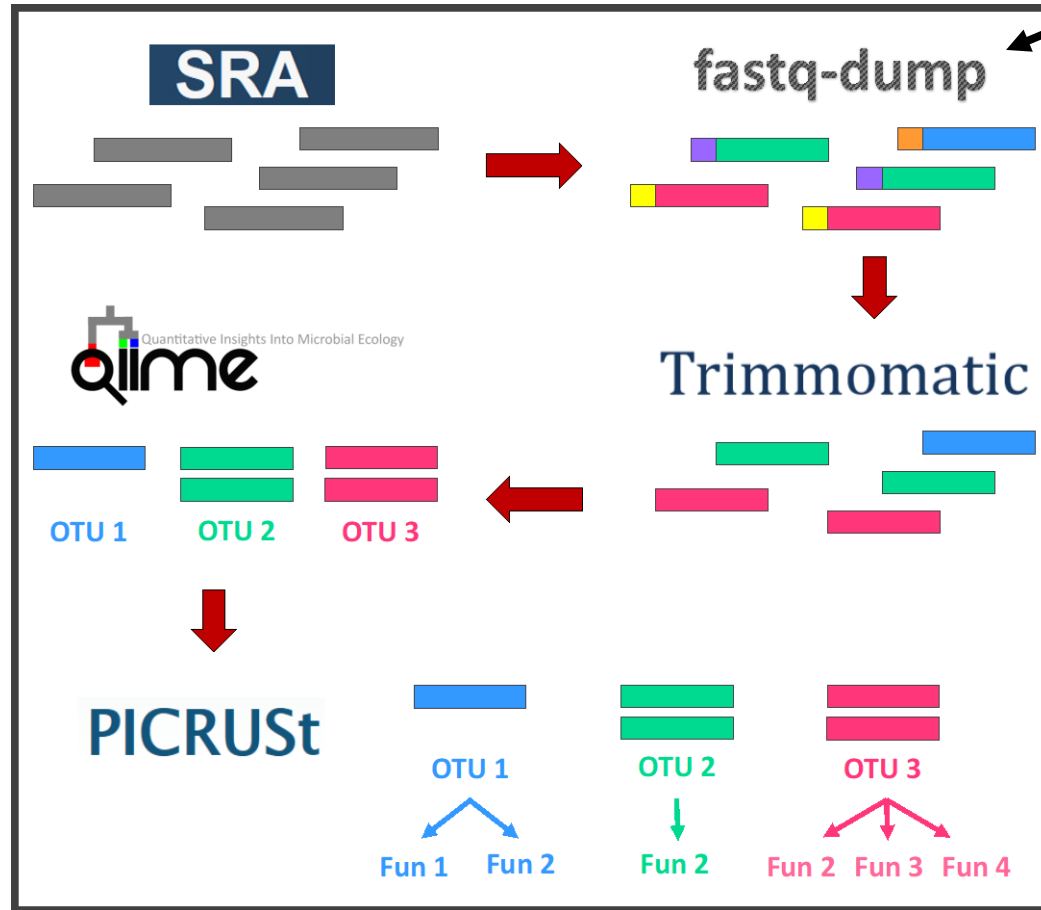 SRA
fastq-dump
Quantitative Insights Into Microbial Ecology
qiime
Trimmomatic
OTU 1 OTU 2 OTU 3
PICRUSt
OTU 1 OTU 2 OTU 3
Fun 1 Fun 2 Fun 2 Fun 2 Fun 3 Fun 4